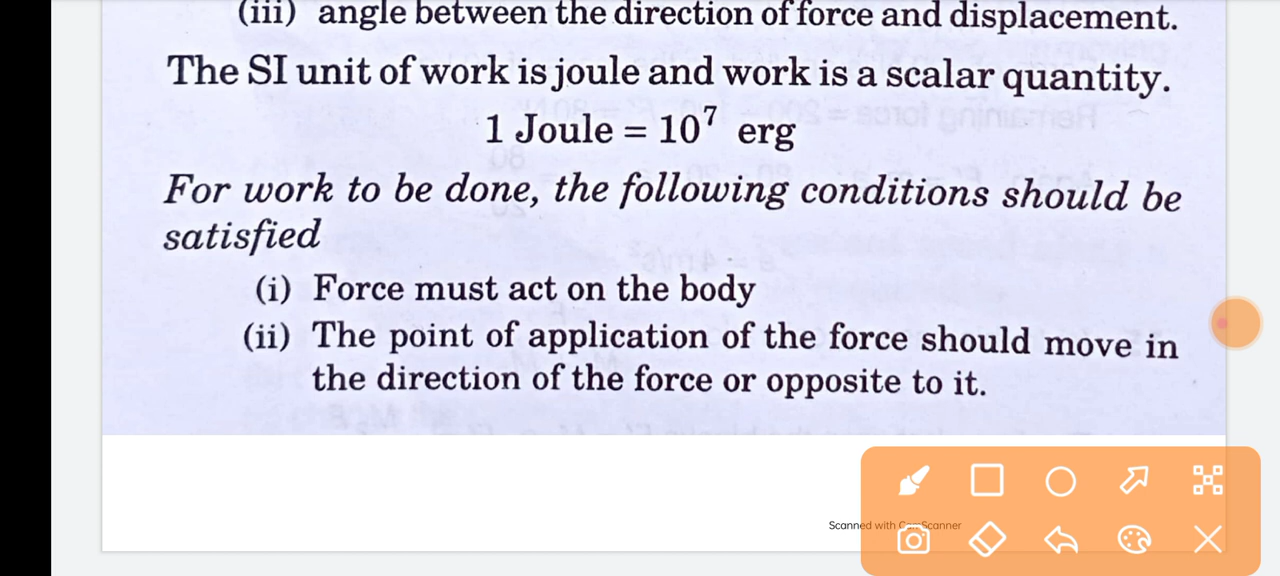 (iii) angle between the direction of force and displacement.
The SI unit of work is joule and work is a scalar quantity.
1 Joule = 10⁷ erg
For work to be done, the following conditions should be
satisfied
(i) Force must act on the body
(ii) The point of application of the force should move in
the direction of the force or opposite to it.
Scanned with CamScanner